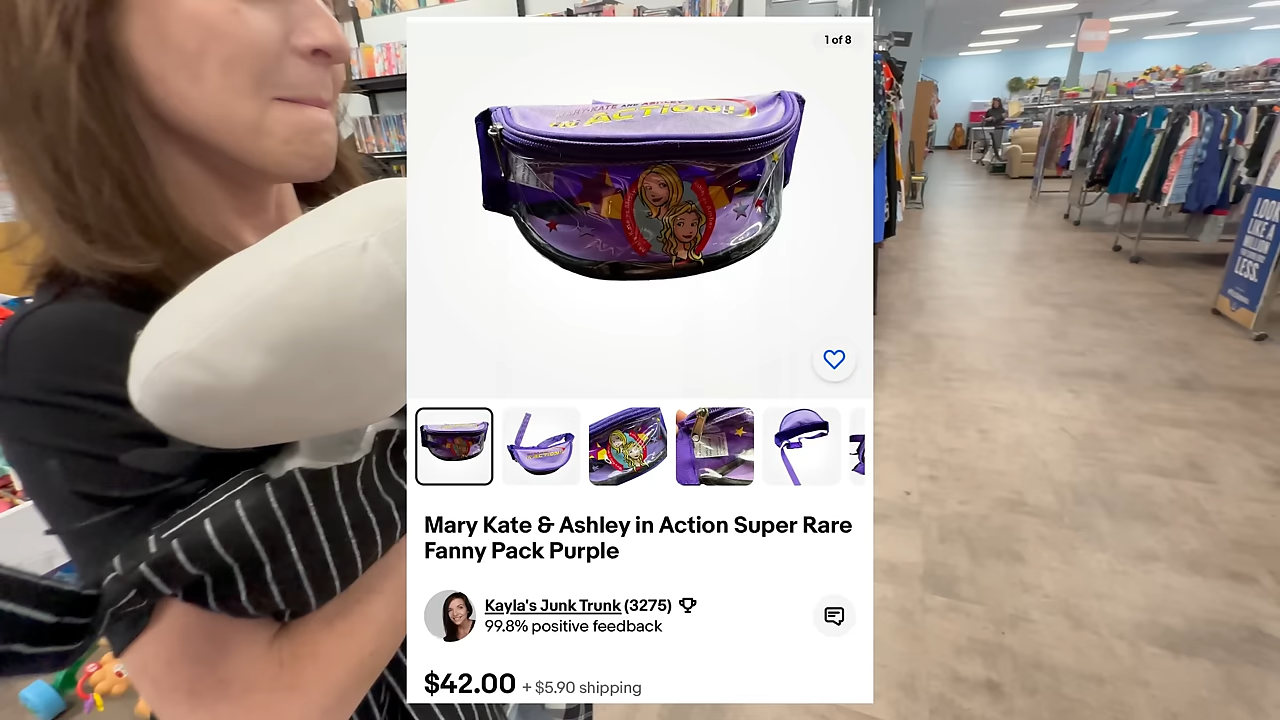 1 of 8
IN ACTION!
Mary Kate & Ashley in Action Super Rare
Fanny Pack Purple
Kayla's Junk Trunk (3275)
99.8% positive feedback
$42.00 + $5.90 shipping
LOOK
LIKE A
MILLION
LESS.